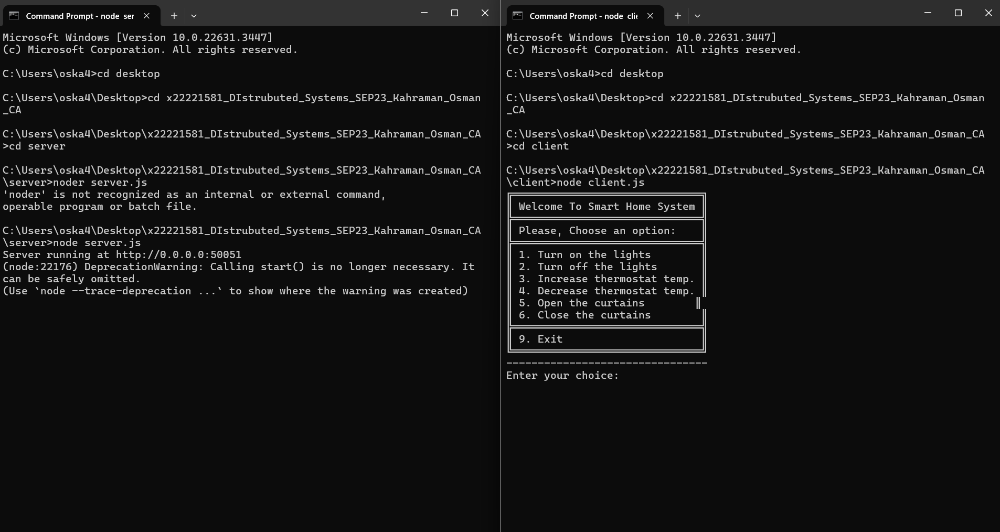 Command Prompt - node  ser
Microsoft Windows [Version 10.0.22631.3447]
(c) Microsoft Corporation. All rights reserved.
C:\Users\oska4>cd desktop
C:\Users\oska4\Desktop>cd x22221581_DIstrubuted_Systems_SEP23_Kahraman_Osman
_CA
C:\Users\oska4\Desktop\x22221581_DIstrubuted_Systems_SEP23_Kahraman_Osman_CA
>cd server
C:\Users\oska4\Desktop\x22221581_DIstrubuted_Systems_SEP23_Kahraman_Osman_CA
\server>noder server.js
'noder' is not recognized as an internal or external command,
operable program or batch file.
C:\Users\oska4\Desktop\x22221581_DIstrubuted_Systems_SEP23_Kahraman_Osman_CA
\server>node server.js
Server running at http://0.0.0.0:50051
(node:22176) DeprecationWarning: Calling start() is no longer necessary. It
can be safely omitted.
(Use `node --trace-deprecation ...` to show where the warning was created)
Command Prompt - node  clie
Microsoft Windows [Version 10.0.22631.3447]
(c) Microsoft Corporation. All rights reserved.
C:\Users\oska4>cd desktop
C:\Users\oska4\Desktop>cd x22221581_DIstrubuted_Systems_SEP23_Kahraman_Osman
_CA
C:\Users\oska4\Desktop\x22221581_DIstrubuted_Systems_SEP23_Kahraman_Osman_CA
>cd client
C:\Users\oska4\Desktop\x22221581_DIstrubuted_Systems_SEP23_Kahraman_Osman_CA
\client>node client.js
Welcome To Smart Home System
Please, Choose an option:
1. Turn on the lights
2. Turn off the lights
3. Increase thermostat temp.
4. Decrease thermostat temp.
5. Open the curtains
6. Close the curtains
9. Exit
--------------------------------
Enter your choice: